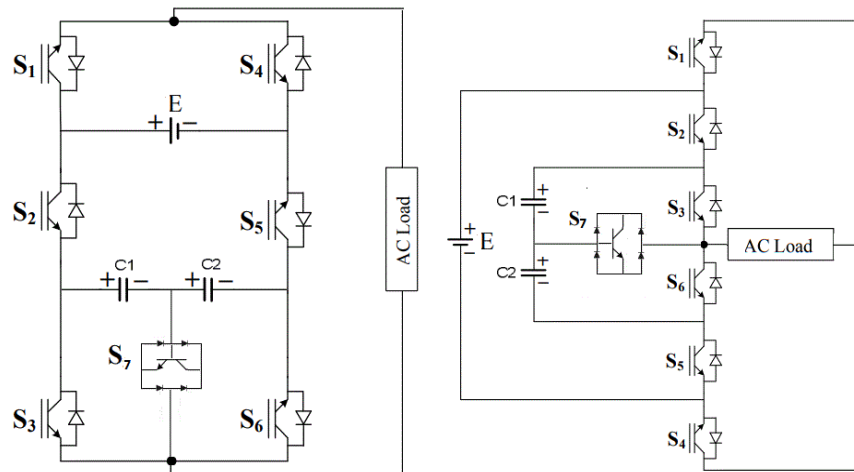 S1
S4
E
+ −
S2
S5
C1
C2
+ −
+ −
S7
S3
S6
AC Load
S1
S2
C1
+
−
S3
S7
+
−
E
AC Load
C2
+
−
S6
S5
S4